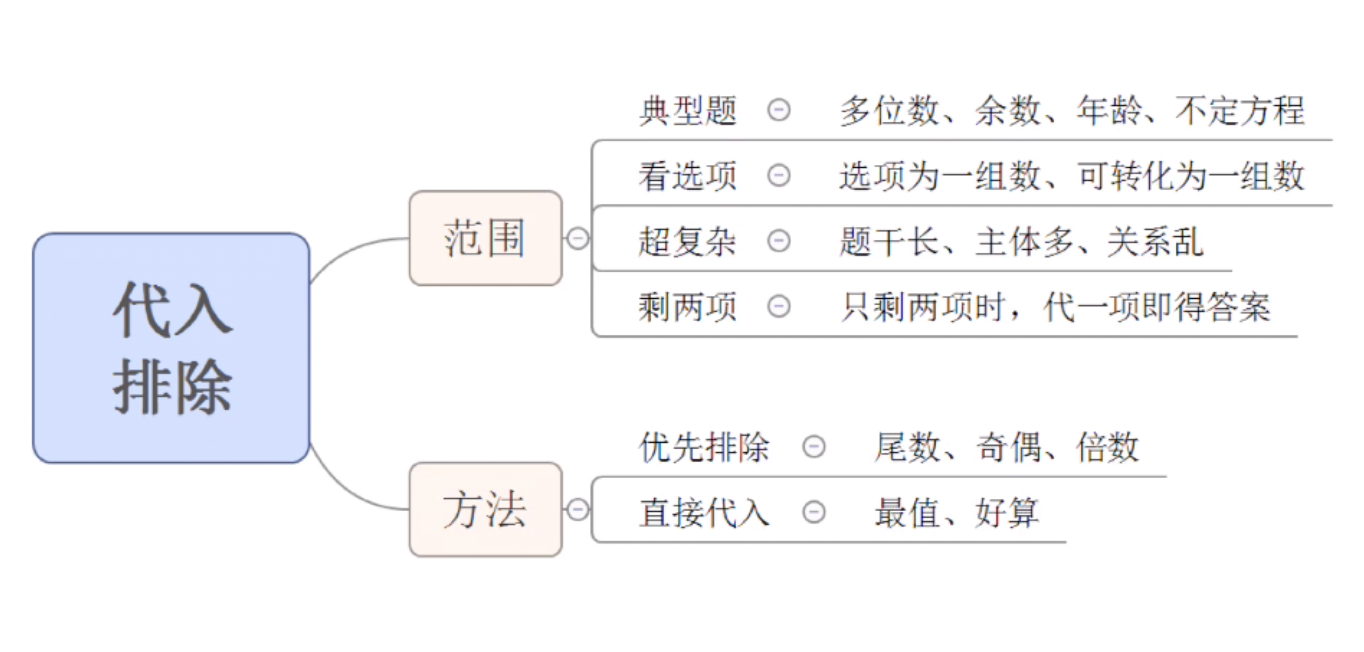 代入
排除
范围
典型题 多位数、余数、年龄、不定方程
看选项 选项为一组数、可转化为一组数
超复杂 题干长、主体多、关系乱
剩两项 只剩两项时，代一项即得答案
方法
优先排除 尾数、奇偶、倍数
直接代入 最值、好算